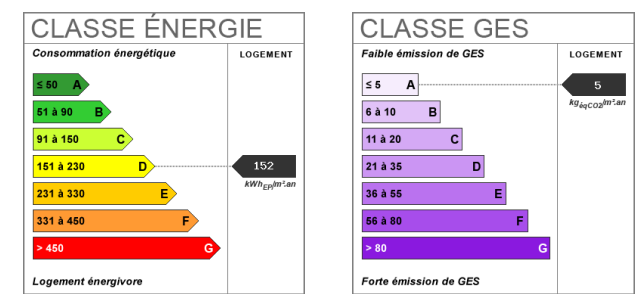 CLASSE ÉNERGIE
Consommation énergétique
LOGEMENT
≤ 50 A
51 à 90 B
91 à 150 C
151 à 230 D
152
kWhEP/m².an
231 à 330 E
331 à 450 F
> 450 G
Logement énergivore
CLASSE GES
Faible émission de GES
LOGEMENT
≤ 5 A
5
kgéqCO2/m².an
6 à 10 B
11 à 20 C
21 à 35 D
36 à 55 E
56 à 80 F
> 80 G
Forte émission de GES